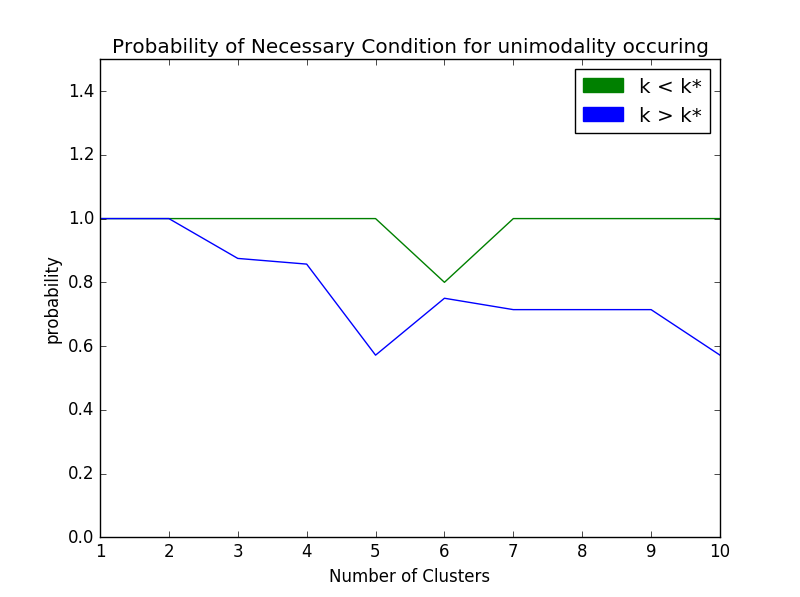 Probability of Necessary Condition for unimodality occuring
k < k*
k > k*
1.4
1.2
1.0
0.8
0.6
0.4
0.2
0.0
probability
1 2 3 4 5 6 7 8 9 10
Number of Clusters